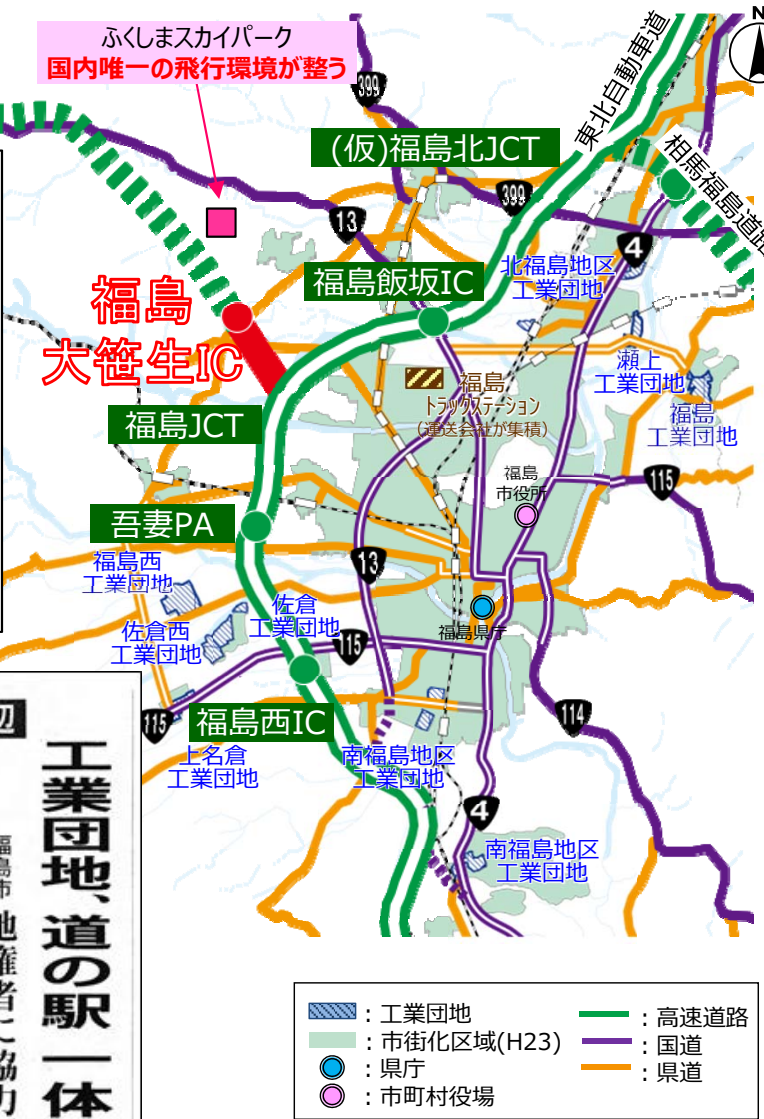 N
ふくしまスカイパーク
国内唯一の飛行環境が整う
399
東北自動車道
(仮)福島北JCT
相馬福島道路
399
13
4
福島飯坂IC
北福島地区
工業団地
福島
大笹生IC
瀬上
工業団地
福島
トラックステーション
(運送会社が集積)
福島
工業団地
福島JCT
福島
市役所
115
吾妻PA
福島西
工業団地
13
佐倉
工業団地
佐倉西
工業団地
115
福島県庁
115
福島西IC
114
上名倉
工業団地
南福島地区
工業団地
4
南福島地区
工業団地
辺
工業団地、道の駅一体
福島市
地権者に協力
:工業団地
:市街化区域(H23)
:県庁
:市町村役場
:高速道路
:国道
:県道